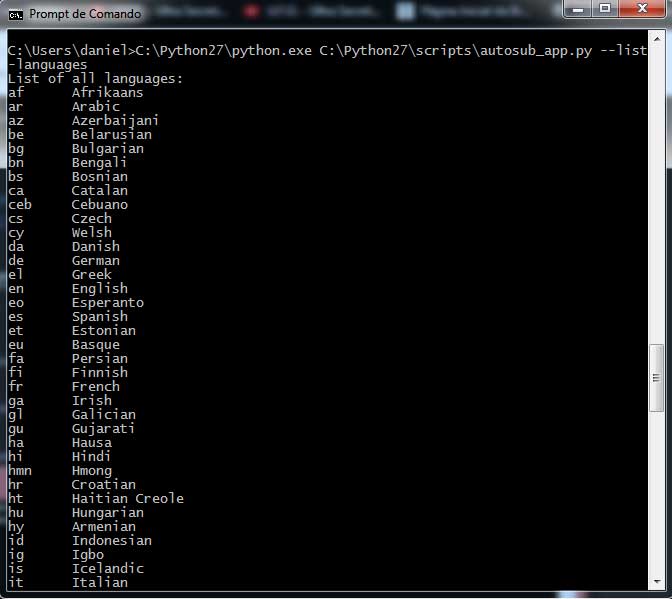 Prompt de Comando
C:\Users\daniel>C:\Python27\python.exe C:\Python27\scripts\autosub_app.py --list
-languages
List of all languages:
af Afrikaans
ar Arabic
az Azerbaijani
be Belarusian
bg Bulgarian
bn Bengali
bs Bosnian
ca Catalan
ceb Cebuano
cs Czech
cy Welsh
da Danish
de German
el Greek
en English
eo Esperanto
es Spanish
et Estonian
eu Basque
fa Persian
fi Finnish
fr French
ga Irish
gl Galician
gu Gujarati
ha Hausa
hi Hindi
hmn Hmong
hr Croatian
ht Haitian Creole
hu Hungarian
hy Armenian
id Indonesian
ig Igbo
is Icelandic
it Italian